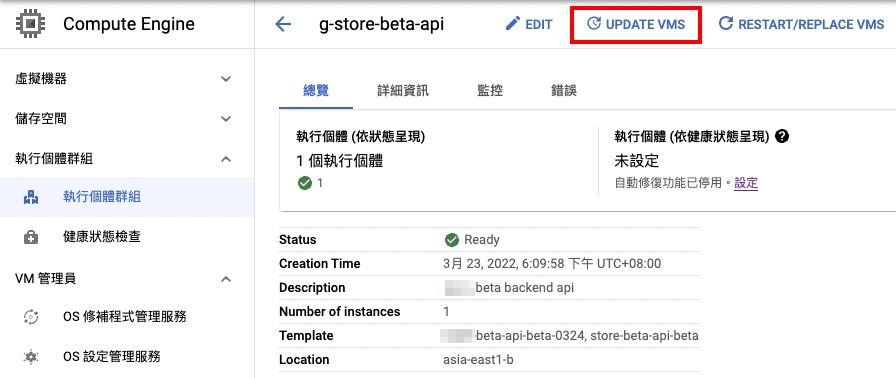 Compute Engine
g-store-beta-api
EDIT
UPDATE VMS
RESTART/REPLACE VMS
虛擬機器
儲存空間
執行個體群組
執行個體群組
健康狀態檢查
VM 管理員
OS 修補程式管理服務
OS 設定管理服務
總覽 詳細資訊 監控 錯誤
執行個體 (依狀態呈現)
1 個執行個體
1
執行個體 (依健康狀態呈現)
未設定
自動修復功能已停用。設定
Status Ready
Creation Time 3月 23, 2022, 6:09:58 下午 UTC+08:00
Description beta backend api
Number of instances 1
Template -beta-api-beta-0324, store-beta-api-beta
Location asia-east1-b